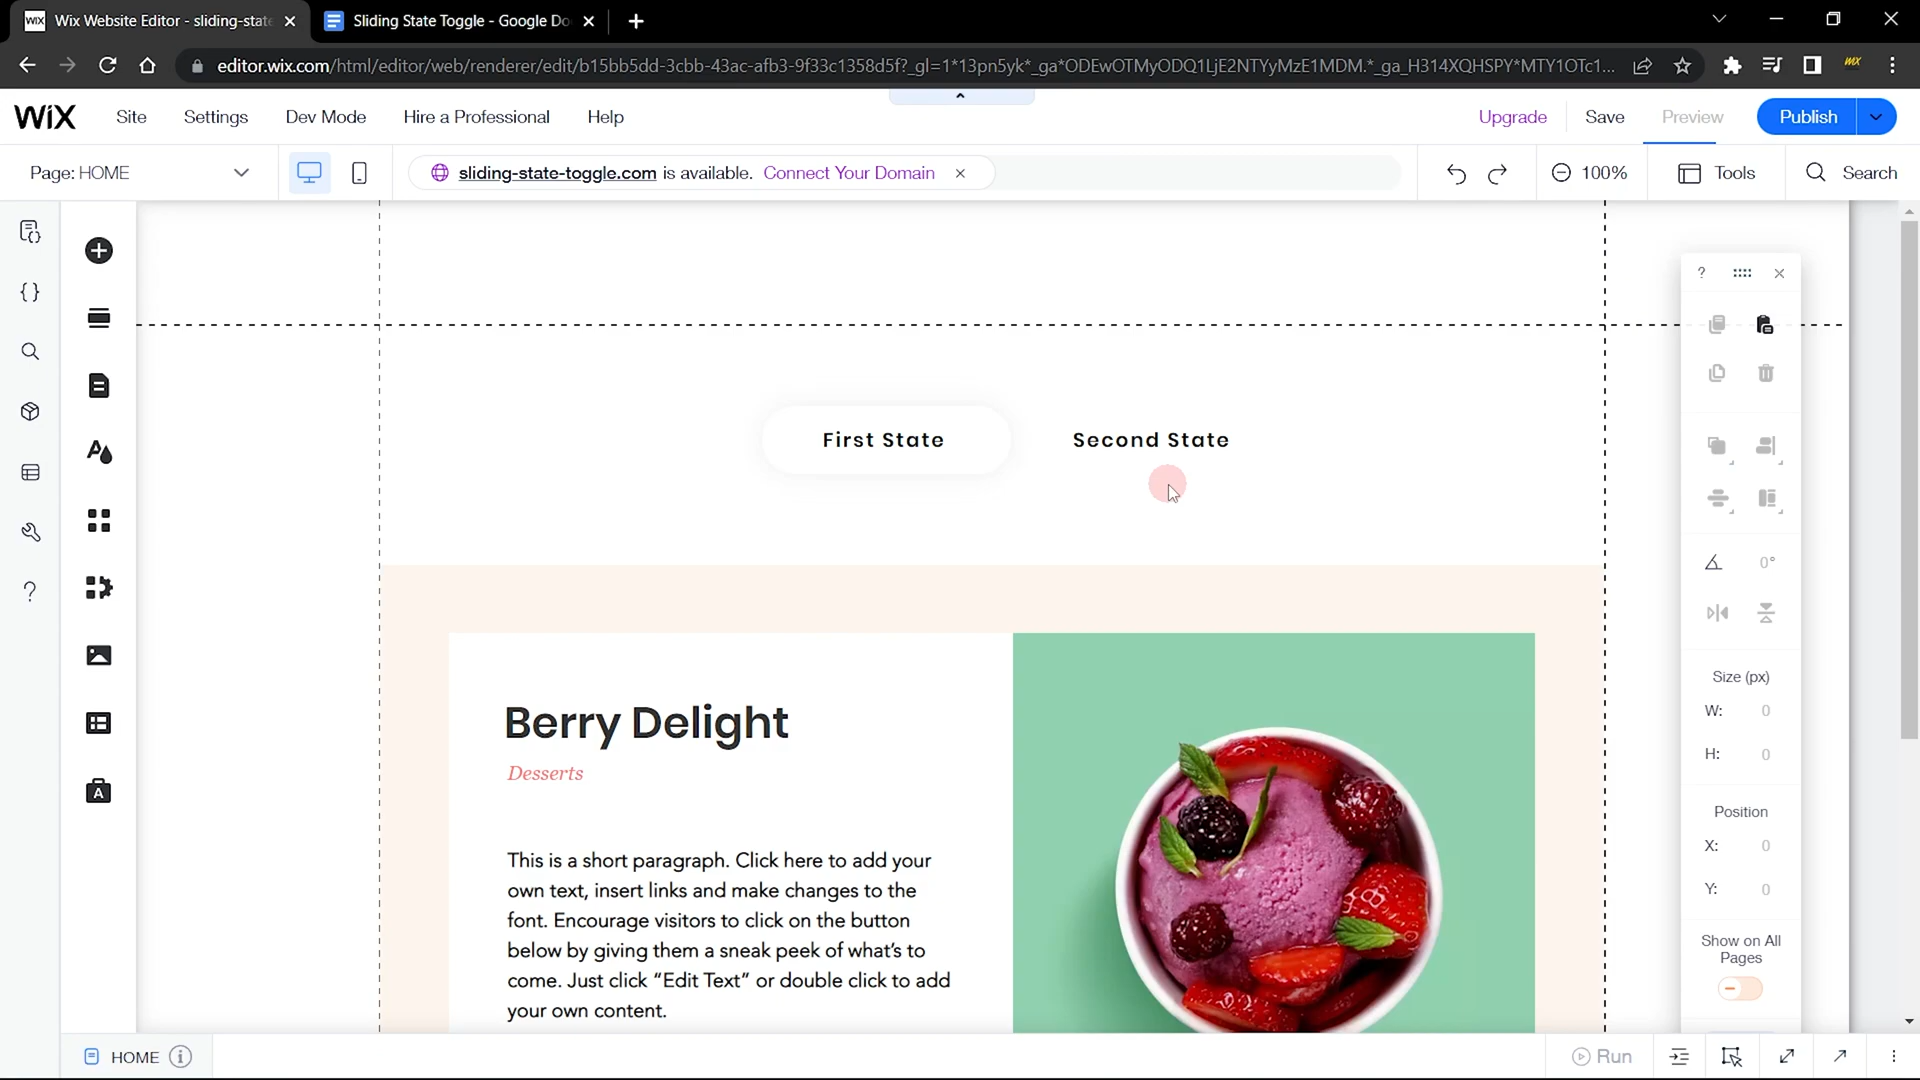 WiX Wix Website Editor - sliding-state
Sliding State Toggle - Google Do
editor.wix.com/html/editor/web/renderer/edit/b15bb5dd-3cbb-43ac-afb3-9f33c1358d5f?_gl=1*13pn5yk*_ga*ODEwOTMyODQ1LjE2NTYyMzE1MDM.*_ga_H314XQHSPY*MTY1OTc1...
WiX
WiX Site Settings Dev Mode Hire a Professional Help Upgrade Save Preview Publish
Page: HOME
sliding-state-toggle.com is available. Connect Your Domain
100% Tools Search
First State Second State
Berry Delight
Desserts
This is a short paragraph. Click here to add your
own text, insert links and make changes to the
font. Encourage visitors to click on the button
below by giving them a sneak peek of what's to
come. Just click "Edit Text" or double click to add
your own content.
?
0°
Size (px)
W: 0
H: 0
Position
X: 0
Y: 0
Show on All
Pages
HOME
Run